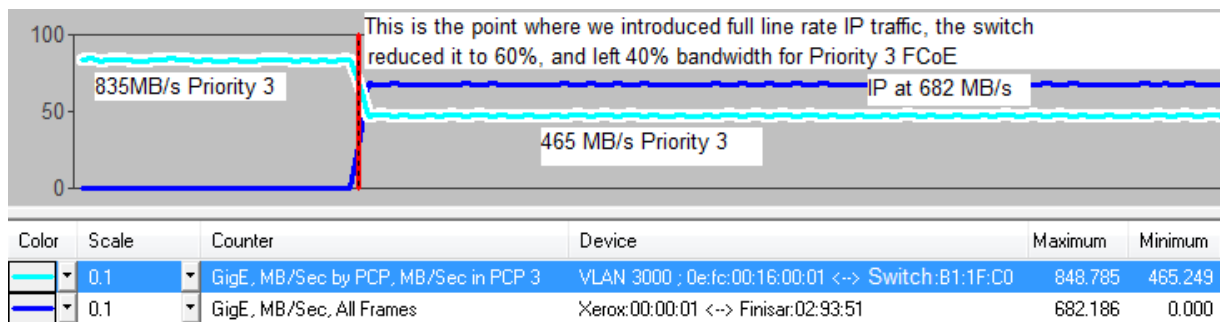 This is the point where we introduced full line rate IP traffic, the switch
reduced it to 60%, and left 40% bandwidth for Priority 3 FCoE
100
835MB/s Priority 3
IP at 682 MB/s
50
465 MB/s Priority 3
0
Color Scale Counter Device Maximum Minimum
0.1 GigE, MB/Sec by PCP, MB/Sec in PCP 3 VLAN 3000 ; 0e:fc:00:16:00:01 <--> Switch:B1:1F:C0 848.785 465.249
0.1 GigE, MB/Sec, All Frames Xerox:00:00:01 <--> Finisar:02:93:51 682.186 0.000